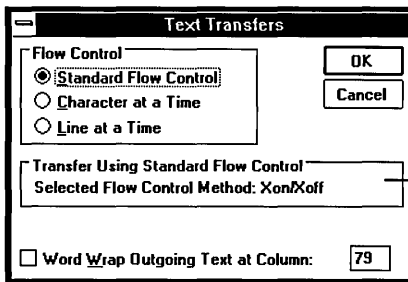 Text Transfers
Flow Control
Standard Flow Control
Character at a Time
Line at a Time
OK
Cancel
Transfer Using Standard Flow Control
Selected Flow Control Method: Xon/Xoff
Word Wrap Outgoing Text at Column: 79